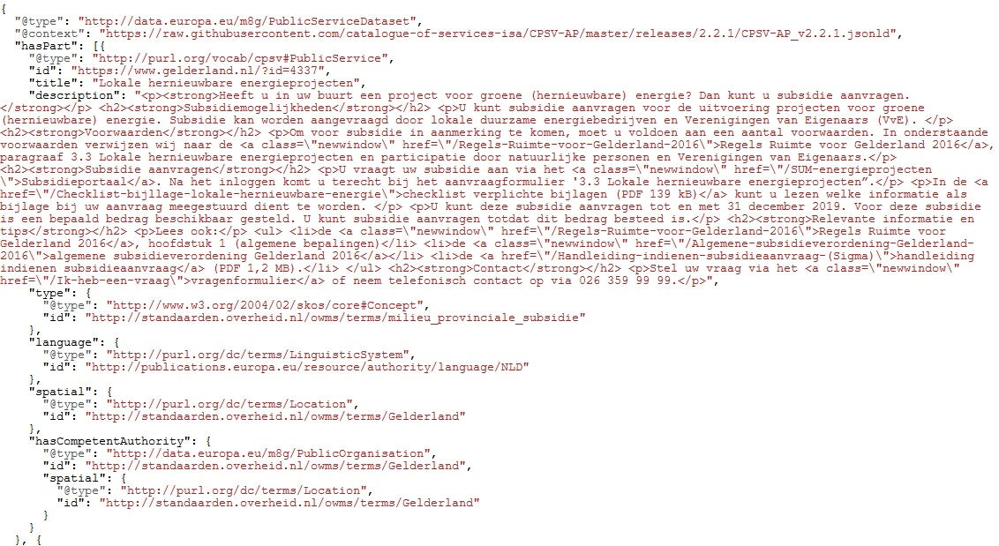 {
  "@type": "http://data.europa.eu/m8g/PublicServiceDataset",
  "@context": "https://raw.githubusercontent.com/catalogue-of-services-isa/CPSV-AP/master/releases/2.2.1/CPSV-AP_v2.2.1.jsonld",
  "hasPart": [{
    "@type": "http://purl.org/vocab/cpsv#PublicService",
    "id": "https://www.gelderland.nl/?id=4337",
    "title": "Lokale hernieuwbare energieprojecten",
    "description": "<p><strong>Heeft u in uw buurt een project voor groene (hernieuwbare) energie? Dan kunt u subsidie aanvragen.
</strong></p> <h2><strong>Subsidiemogelijkheden</strong></h2> <p>U kunt subsidie aanvragen voor de uitvoering projecten voor groene
(hernieuwbare) energie. Subsidie kan worden aangevraagd door lokale duurzame energiebedrijven en Verenigingen van Eigenaars (VvE). </p>
<h2><strong>Voorwaarden</strong></h2> <p>Om voor subsidie in aanmerking te komen, moet u voldoen aan een aantal voorwaarden. In onderstaande
voorwaarden verwijzen wij naar de <a class=\"newwindow\" href=\"/Regels-Ruimte-voor-Gelderland-2016\">Regels Ruimte voor Gelderland 2016</a>,
paragraaf 3.3 Lokale hernieuwbare energieprojecten en participatie door natuurlijke personen en Verenigingen van Eigenaars.</p>
<h2><strong>Subsidie aanvragen</strong></h2> <p>U vraagt uw subsidie aan via het <a class=\"newwindow\" href=\"/SUM-energieprojecten
\">Subsidieportaal</a>. Na het inloggen komt u terecht bij het aanvraagformulier '3.3 Lokale hernieuwbare energieprojecten”.</p> <p>In de <a
href=\"/Checklist-bijllage-lokale-hernieuwbare-energie\">checklist verplichte bijlagen (PDF 139 kB)</a> kunt u lezen welke informatie als
bijlage bij uw aanvraag meegestuurd dient te worden. </p> <p>U kunt deze subsidie aanvragen tot en met 31 december 2019. Voor deze subsidie
is een bepaald bedrag beschikbaar gesteld. U kunt subsidie aanvragen totdat dit bedrag besteed is.</p> <h2><strong>Relevante informatie en
tips</strong></h2> <p>Lees ook:</p> <ul> <li>de <a class=\"newwindow\" href=\"/Regels-Ruimte-voor-Gelderland-2016\">Regels Ruimte voor
Gelderland 2016</a>, hoofdstuk 1 (algemene bepalingen)</li> <li>de <a class=\"newwindow\" href=\"/Algemene-subsidieverordening-Gelderland-
2016\">algemene subsidieverordening Gelderland 2016</a></li> <li>de <a href=\"/Handleiding-indienen-subsidieaanvraag-(Sigma)\">handleiding
indienen subsidieaanvraag</a> (PDF 1,2 MB).</li> </ul> <h2><strong>Contact</strong></h2> <p>Stel uw vraag via het <a class=\"newwindow\"
href=\"/Ik-heb-een-vraag\">vragenformulier</a> of neem telefonisch contact op via 026 359 99 99.</p>",
    "type": {
      "@type": "http://www.w3.org/2004/02/skos/core#Concept",
      "id": "http://standaarden.overheid.nl/owms/terms/milieu_provinciale_subsidie"
    },
    "language": {
      "@type": "http://purl.org/dc/terms/LinguisticSystem",
      "id": "http://publications.europa.eu/resource/authority/language/NLD"
    },
    "spatial": {
      "@type": "http://purl.org/dc/terms/Location",
      "id": "http://standaarden.overheid.nl/owms/terms/Gelderland"
    },
    "hasCompetentAuthority": {
      "@type": "http://data.europa.eu/m8g/PublicOrganisation",
      "id": "http://standaarden.overheid.nl/owms/terms/Gelderland",
      "spatial": {
        "@type": "http://purl.org/dc/terms/Location",
        "id": "http://standaarden.overheid.nl/owms/terms/Gelderland"
      }
    }
  }, {